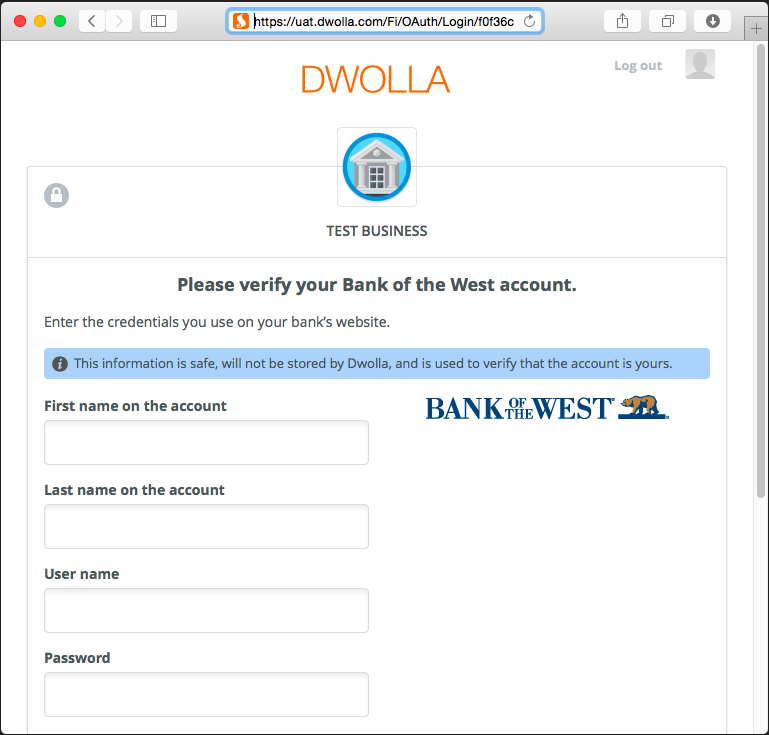 https://uat.dwolla.com/Fi/OAuth/Login/f0f36c
Log out
DWOLLA
TEST BUSINESS
Please verify your Bank of the West account.
Enter the credentials you use on your bank's website.
This information is safe, will not be stored by Dwolla, and is used to verify that the account is yours.
First name on the account
BANK OF THE WEST
Last name on the account
User name
Password